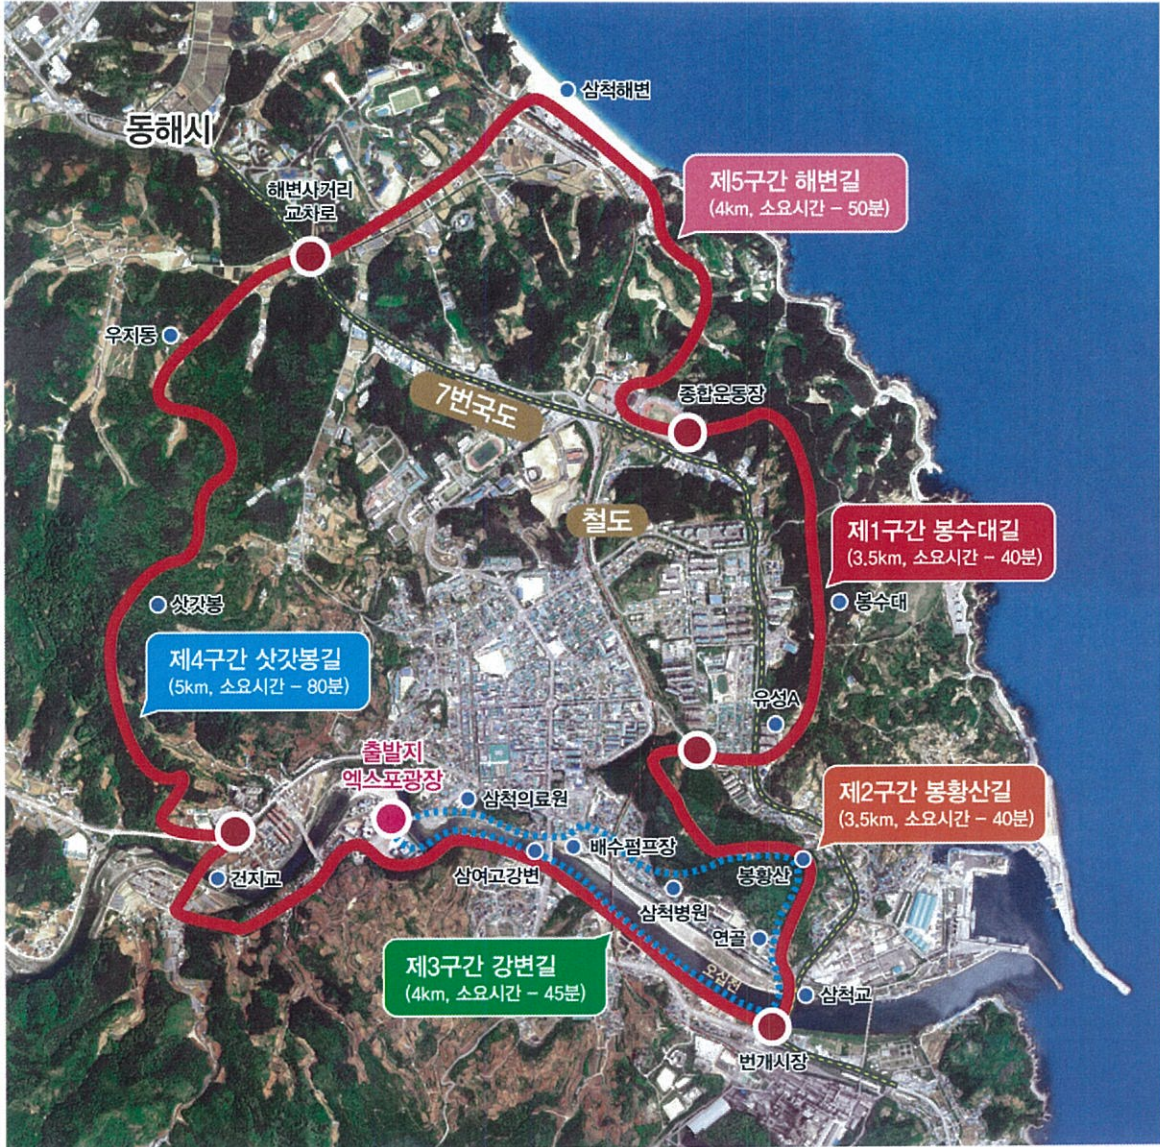 삼척해변
동해시
해변사거리
교차로
제5구간 해변길
(4km, 소요시간 - 50분)
우지동
7번국도
종합운동장
철도
제1구간 봉수대길
(3.5km, 소요시간 - 40분)
삿갓봉
봉수대
제4구간 삿갓봉길
(5km, 소요시간 - 80분)
유성A
출발지
엑스포광장
삼척의료원
제2구간 봉황산길
(3.5km, 소요시간 - 40분)
배수펌프장
건지교
삼여고강변
봉황산
삼척병원
연골
제3구간 강변길
(4km, 소요시간 - 45분)
오십천
삼척교
번개시장